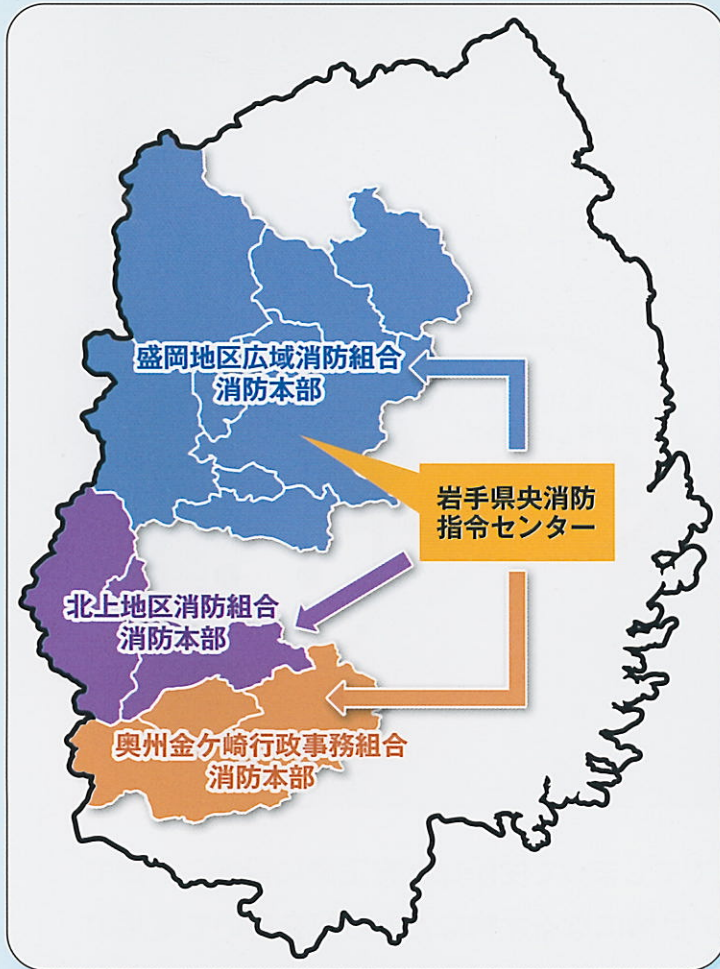 盛岡地区広域消防組合
消防本部
岩手県央消防
指令センター
北上地区消防組合
消防本部
奥州金ケ崎行政事務組合
消防本部